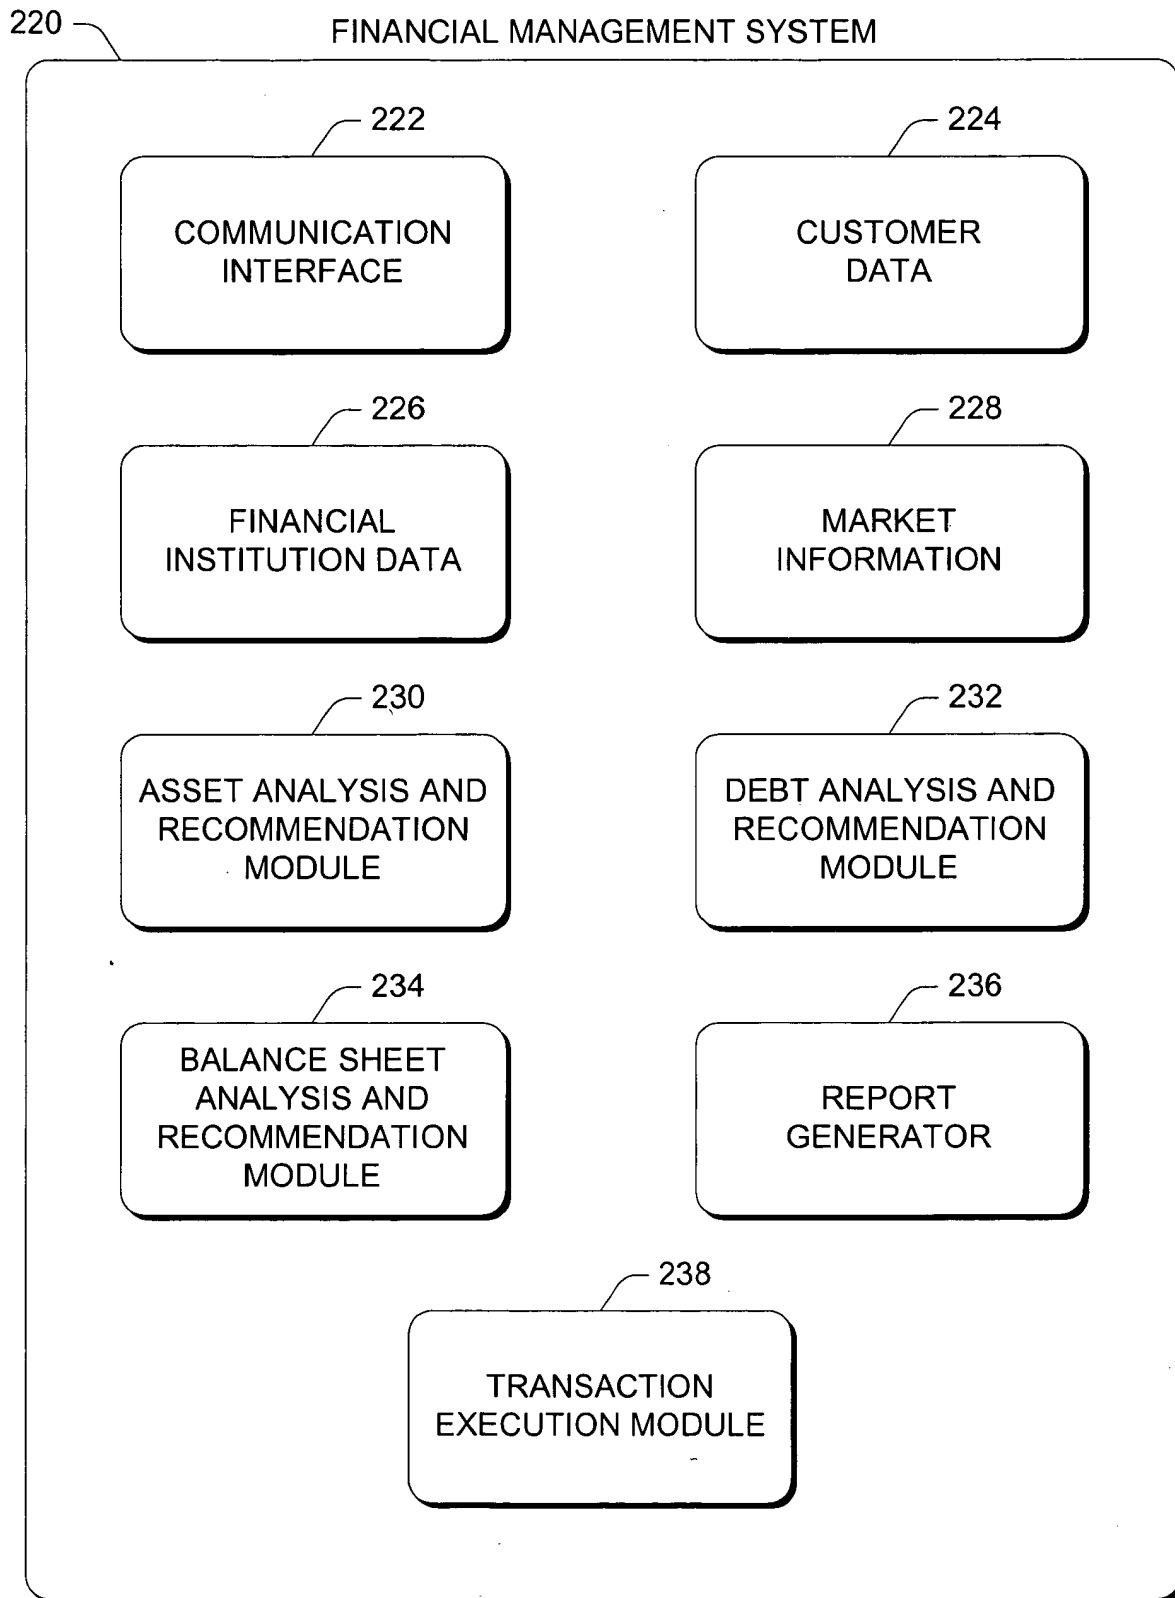 220
FINANCIAL MANAGEMENT SYSTEM
222
COMMUNICATION
INTERFACE
224
CUSTOMER
DATA
226
FINANCIAL
INSTITUTION DATA
228
MARKET
INFORMATION
230
ASSET ANALYSIS AND
RECOMMENDATION
MODULE
232
DEBT ANALYSIS AND
RECOMMENDATION
MODULE
234
BALANCE SHEET
ANALYSIS AND
RECOMMENDATION
MODULE
236
REPORT
GENERATOR
238
TRANSACTION
EXECUTION MODULE